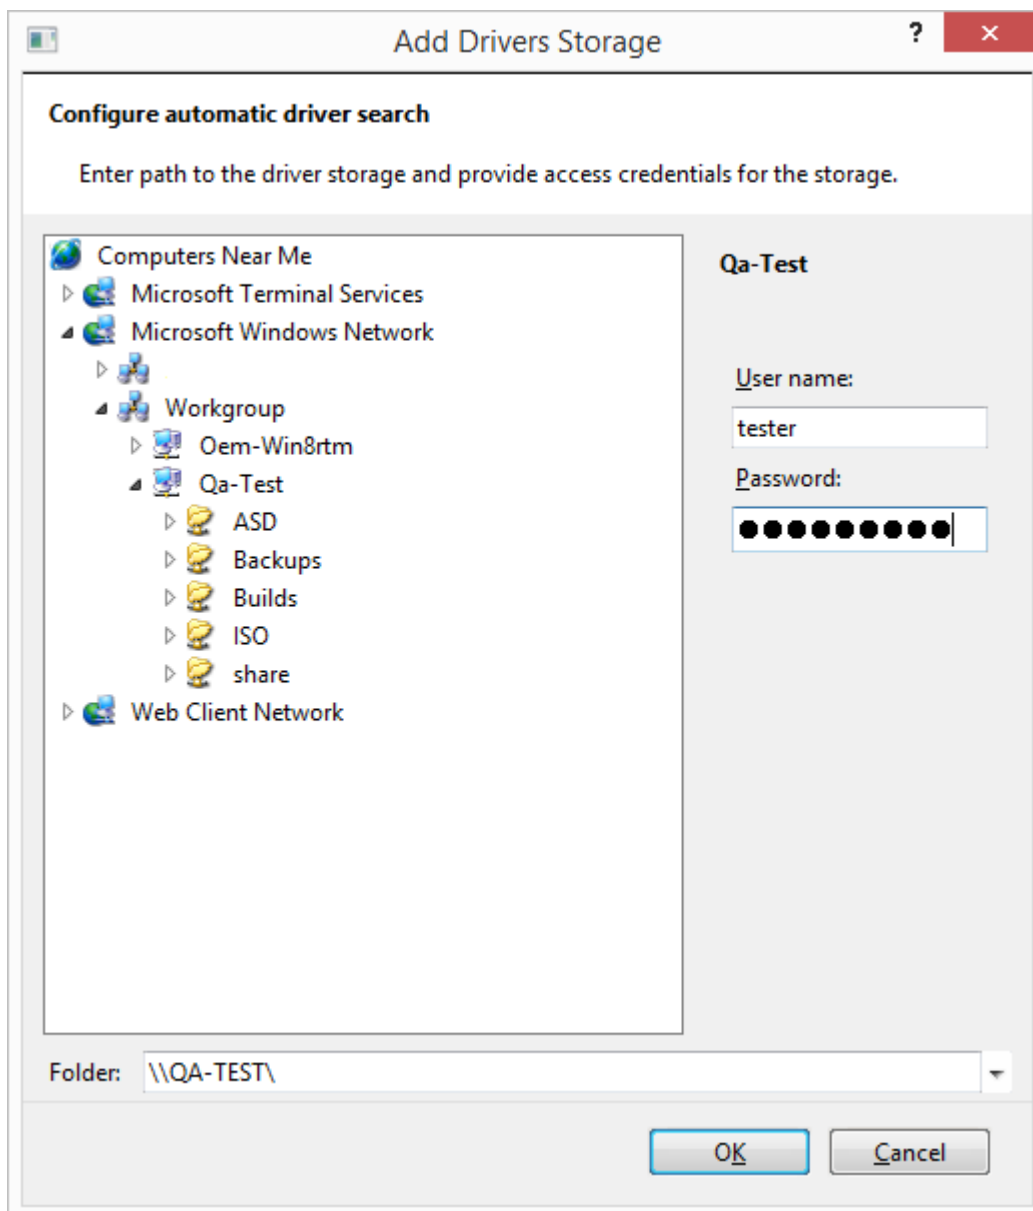 Add Drivers Storage
?
×
Configure automatic driver search
Enter path to the driver storage and provide access credentials for the storage.
Computers Near Me
Microsoft Terminal Services
Microsoft Windows Network
Workgroup
Oem-Win8rtm
Qa-Test
ASD
Backups
Builds
ISO
share
Web Client Network
Qa-Test
User name:
tester
Password:
●●●●●●●●●
Folder: \\QA-TEST\
OK
Cancel